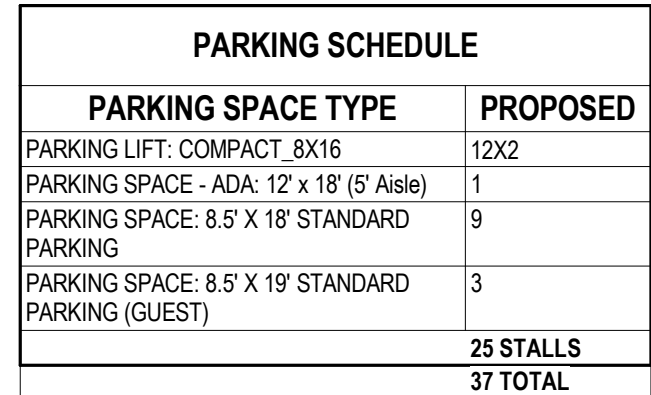 PARKING SCHEDULE
PARKING SPACE TYPE PROPOSED
PARKING LIFT: COMPACT_8X16 12X2
PARKING SPACE - ADA: 12' x 18' (5' Aisle) 1
PARKING SPACE: 8.5' X 18' STANDARD 9
PARKING
PARKING SPACE: 8.5' X 19' STANDARD 3
PARKING (GUEST)
25 STALLS
37 TOTAL